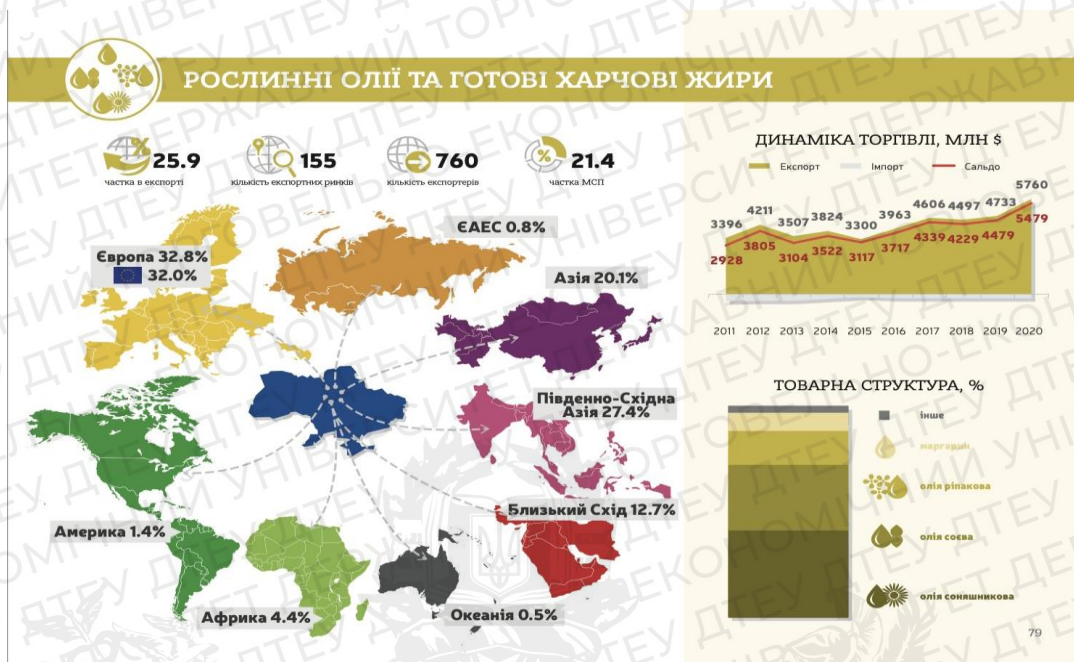 РОСЛИННІ ОЛІЇ ТА ГОТОВІ ХАРЧОВІ ЖИРИ
25.9
частка в експорті
155
кількість експортних ринків
760
кількість експортерів
21.4
частка МСП
Європа 32.8%
32.0%
ЄАЕС 0.8%
Азія 20.1%
Південно-Східна
Азія 27.4%
Близький Схід 12.7%
Америка 1.4%
Африка 4.4%
Океанія 0.5%
ДИНАМІКА ТОРГІВЛІ, МЛН $
Експорт Імпорт Сальдо
3396 4211 3507 3824 3300 3963 4606 4497 4733 5760
2928 3805 3104 3522 3117 3717 4339 4229 4479 5479
2011 2012 2013 2014 2015 2016 2017 2018 2019 2020
ТОВАРНА СТРУКТУРА, %
інше
маргарин
олія ріпакова
олія соєва
олія соняшникова
79